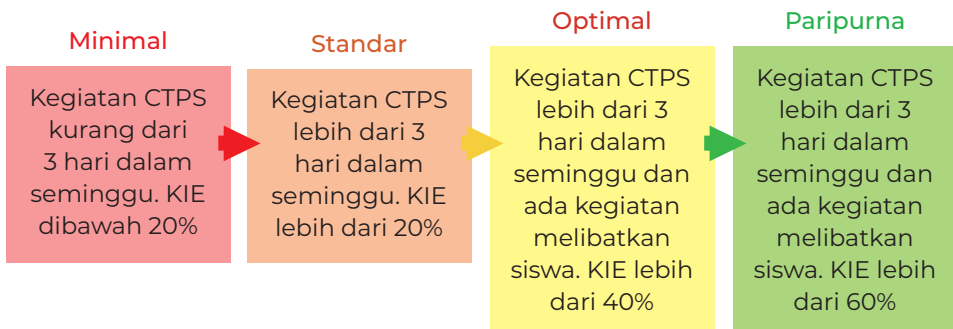 Minimal
Kegiatan CTPS
kurang dari
3 hari dalam
seminggu. KIE
dibawah 20%
Standar
Kegiatan CTPS
lebih dari 3
hari dalam
seminggu. KIE
lebih dari 20%
Optimal
Kegiatan CTPS
lebih dari 3
hari dalam
seminggu dan
ada kegiatan
melibatkan
siswa. KIE lebih
dari 40%
Paripurna
Kegiatan CTPS
lebih dari 3
hari dalam
seminggu dan
ada kegiatan
melibatkan
siswa. KIE lebih
dari 60%